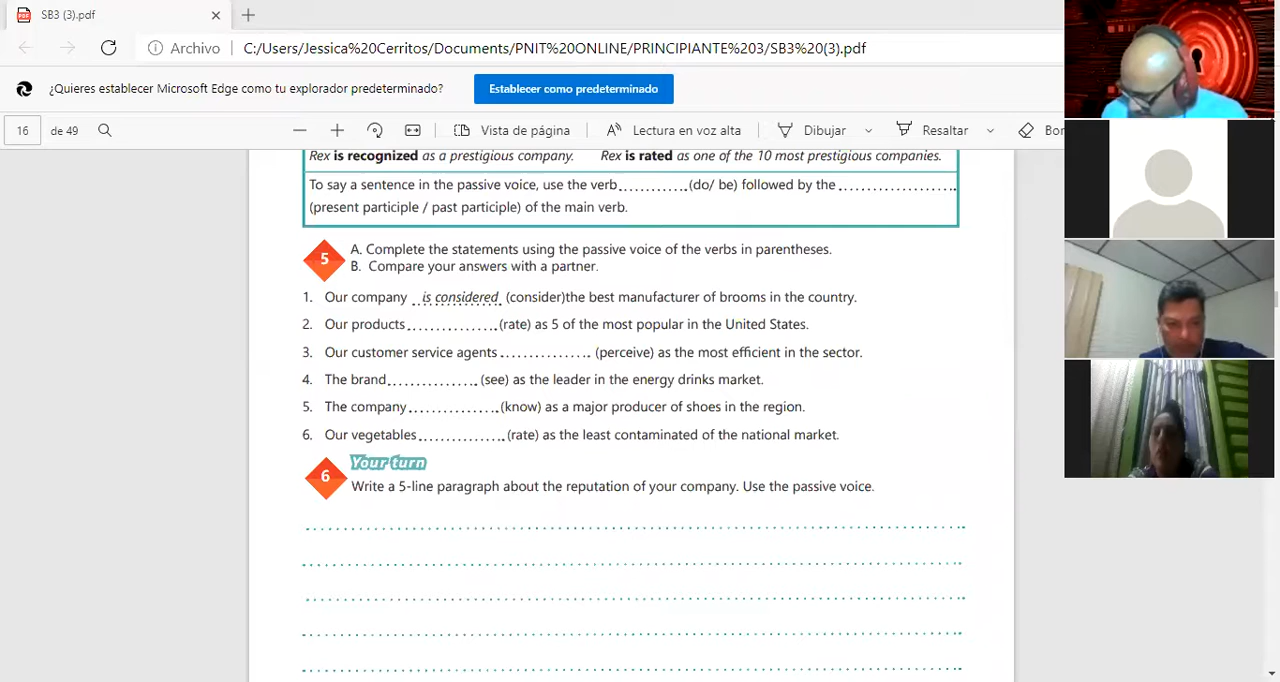 SB3 (3).pdf
Archivo
C:/Users/Jessica%20Cerritos/Documents/PNIT%20ONLINE/PRINCIPIANTE%203/SB3%20(3).pdf
¿Quieres establecer Microsoft Edge como tu explorador predeterminado?
Establecer como predeterminado
16 de 49
Vista de página
Lectura en voz alta
Dibujar
Resaltar
Bor
Rex is recognized as a prestigious company. Rex is rated as one of the 10 most prestigious companies.
To say a sentence in the passive voice, use the verb............(do/ be) followed by the .....................
(present participle / past participle) of the main verb.
5
A. Complete the statements using the passive voice of the verbs in parentheses.
B. Compare your answers with a partner.
1. Our company is considered (consider)the best manufacturer of brooms in the country.
2. Our products...............(rate) as 5 of the most popular in the United States.
3. Our customer service agents ............... (perceive) as the most efficient in the sector.
4. The brand............... (see) as the leader in the energy drinks market.
5. The company...............(know) as a major producer of shoes in the region.
6. Our vegetables...............(rate) as the least contaminated of the national market.
6
Your turn
Write a 5-line paragraph about the reputation of your company. Use the passive voice.